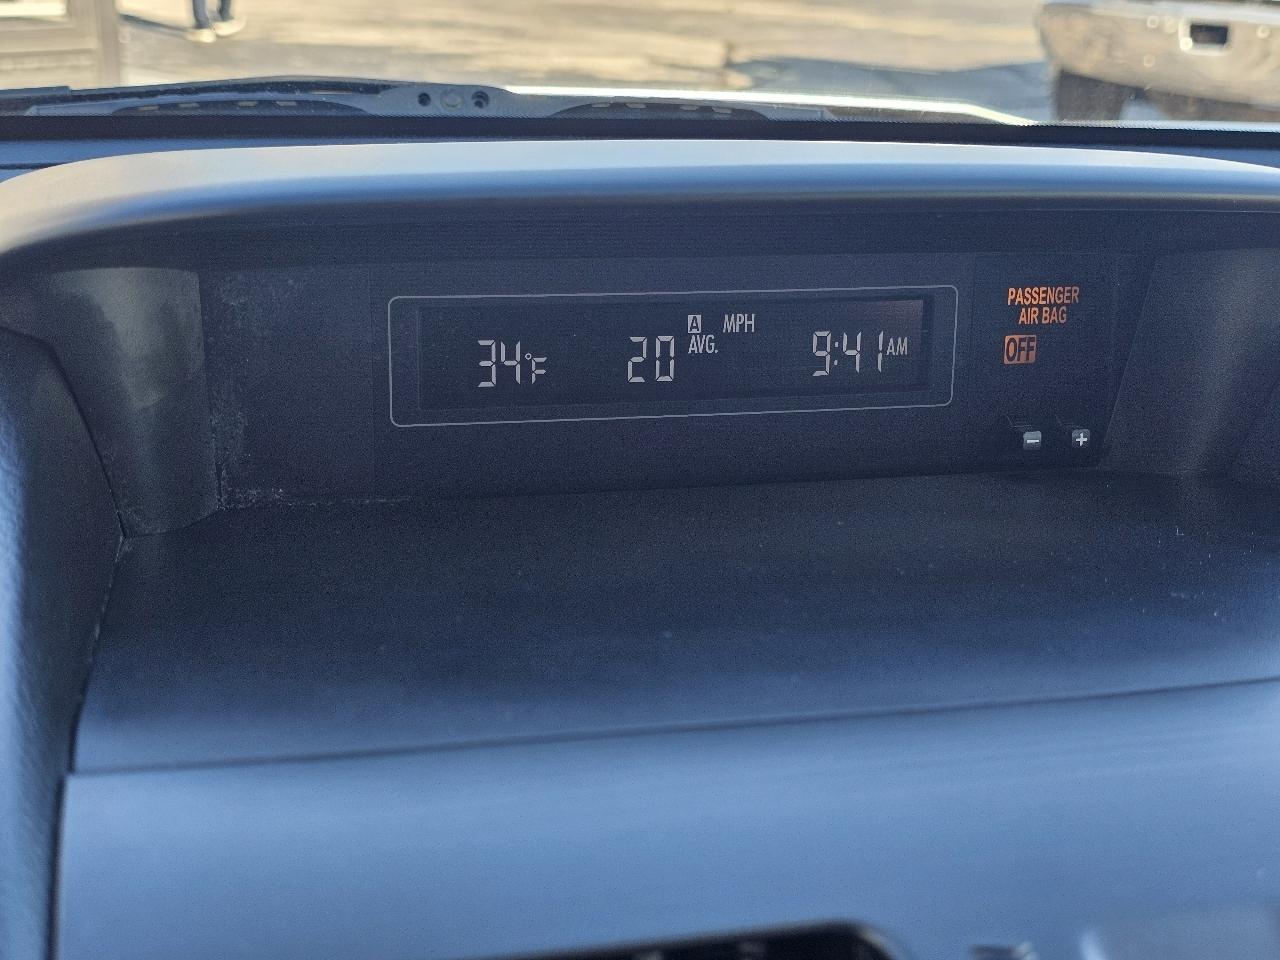 34°F 20 A MPH
AVG. 9:41 AM
PASSENGER
AIR BAG
OFF
- +